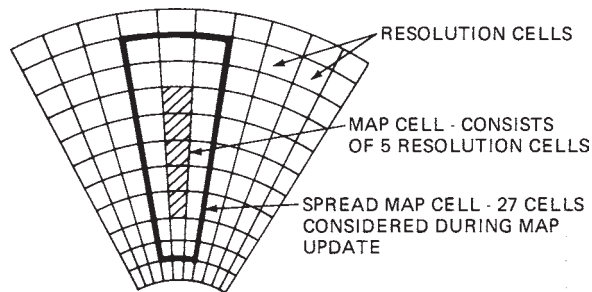 RESOLUTION CELLS
MAP CELL - CONSISTS
OF 5 RESOLUTION CELLS
SPREAD MAP CELL - 27 CELLS
CONSIDERED DURING MAP
UPDATE